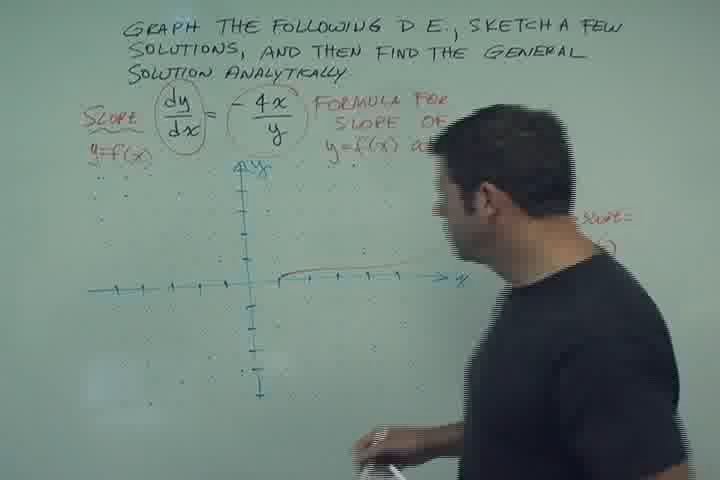 GRAPH THE FOLLOWING D E., SKETCH A FEW
SOLUTIONS, AND THEN FIND THE GENERAL
SOLUTION ANALYTICALLY
SLOPE dy/dx = -4x/y FORMULA FOR
SLOPE OF
y=f(x) y=f(x)
y
x
SLOPE=